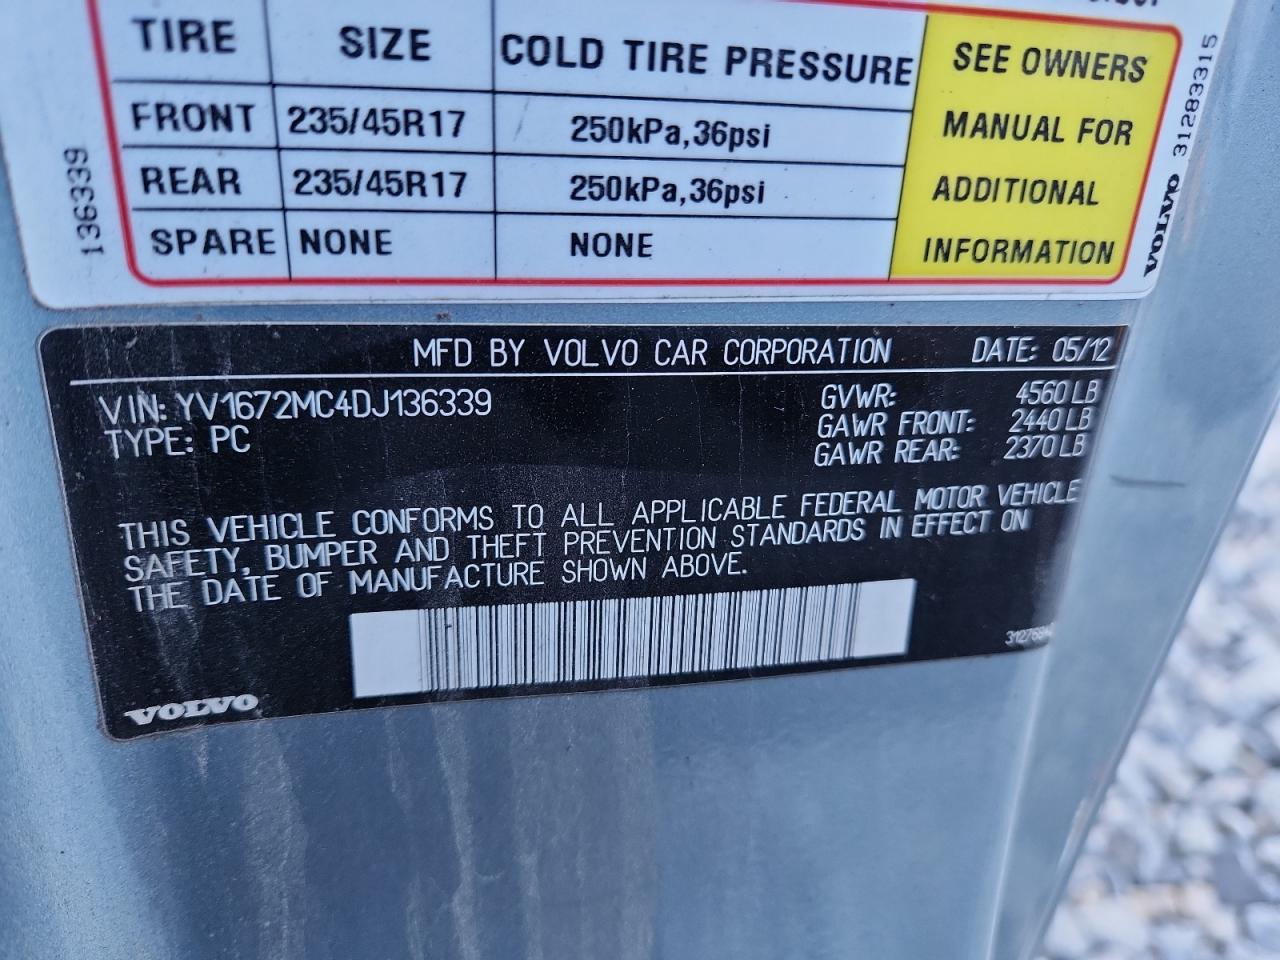 TIRE SIZE COLD TIRE PRESSURE
FRONT 235/45R17 250kPa,36psi
REAR 235/45R17 250kPa,36psi
SPARE NONE NONE
SEE OWNERS
MANUAL FOR
ADDITIONAL
INFORMATION
136339
VOLVO 31283315
MFD BY VOLVO CAR CORPORATION DATE: 05/12
VIN: YV1672MC4DJ136339
TYPE: PC
GVWR: 4560 LB
GAWR FRONT: 2440 LB
GAWR REAR: 2370 LB
THIS VEHICLE CONFORMS TO ALL APPLICABLE FEDERAL MOTOR VEHICLE
SAFETY, BUMPER AND THEFT PREVENTION STANDARDS IN EFFECT ON
THE DATE OF MANUFACTURE SHOWN ABOVE.
VOLVO